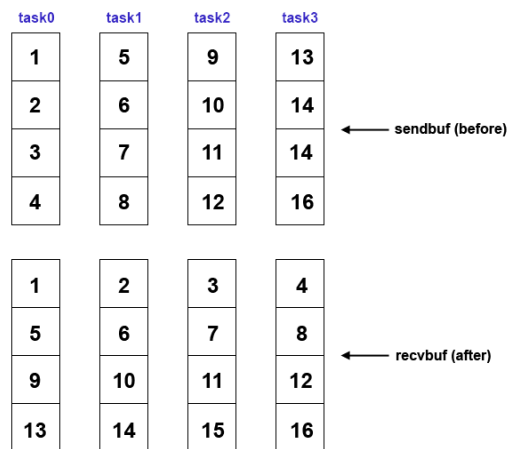 task0 task1 task2 task3
1 5 9 13
2 6 10 14
sendbuf (before)
3 7 11 14
4 8 12 16
1 2 3 4
5 6 7 8
recvbuf (after)
9 10 11 12
13 14 15 16